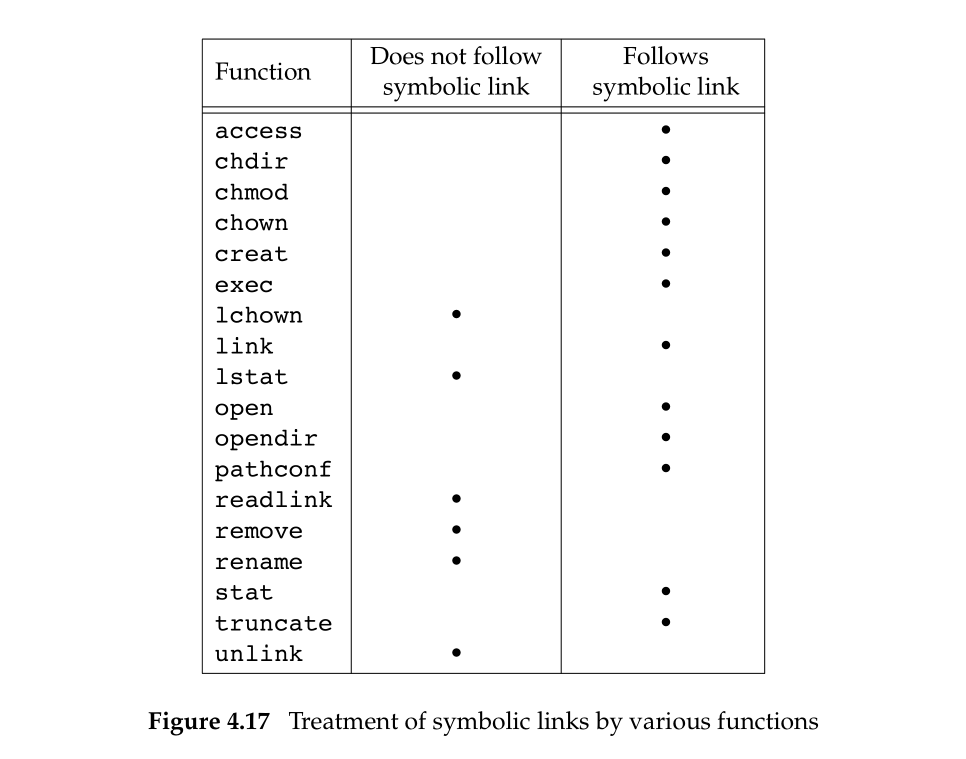 Function
Does not follow
symbolic link
Follows
symbolic link
access •
chdir •
chmod •
chown •
creat •
exec •
lchown •
link •
lstat •
open •
opendir •
pathconf •
readlink •
remove •
rename •
stat •
truncate •
unlink •
Figure 4.17 Treatment of symbolic links by various functions